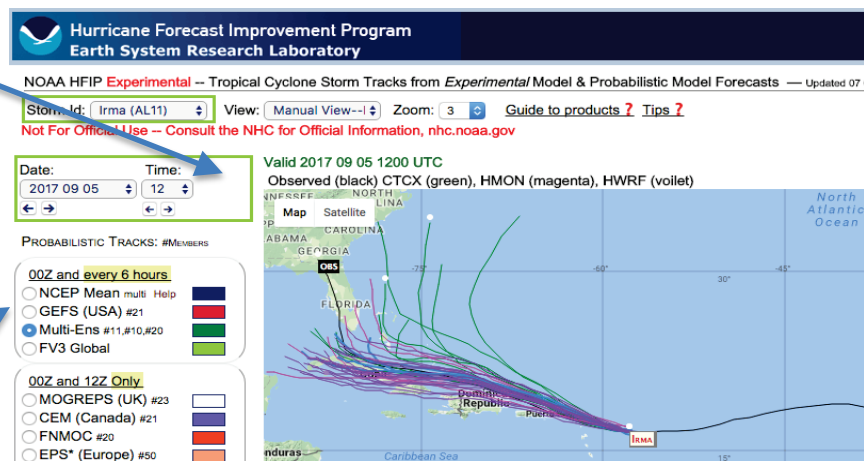 Hurricane Forecast Improvement Program
Earth System Research Laboratory
NOAA HFIP Experimental -- Tropical Cyclone Storm Tracks from Experimental Model & Probabilistic Model Forecasts — Updated 07
Storm Id: Irma (AL11) View: Manual View--I Zoom: 3 Guide to products ? Tips ?
Not For Official Use -- Consult the NHC for Official Information, nhc.noaa.gov
Date: Time:
2017 09 05 12
PROBABILISTIC TRACKS: #MEMBERS
00Z and every 6 hours
NCEP Mean multi Help
GEFS (USA) #21
Multi-Ens #11,#10,#20
FV3 Global
00Z and 12Z Only
MOGREPS (UK) #23
CEM (Canada) #21
FNMOC #20
EPS* (Europe) #50
Valid 2017 09 05 1200 UTC
Observed (black) CTCX (green), HMON (magenta), HWRF (voilet)
Map Satellite
NNESSEE
NORTH
CAROLINA
ABAMA
GEORGIA
OBS
FLORIDA
North
Atlantic
Ocean
-75°
-60°
-45°
30°
Republic
Puer
IRMA
nduras
Caribbean Sea
15°